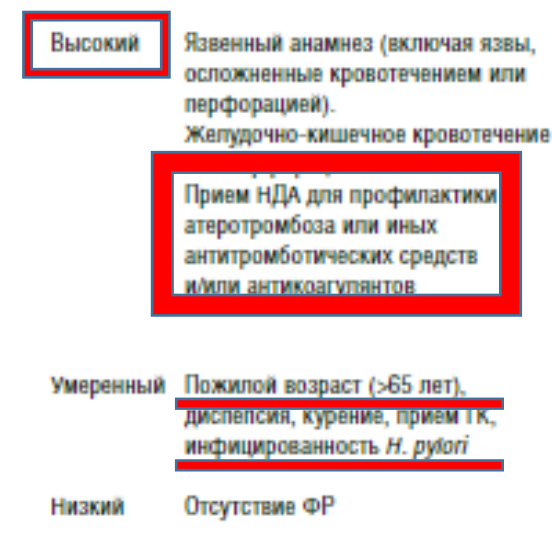 Высокий Язвенный анамнез (включая язвы,
осложненные кровотечением или
перфорацией).
Желудочно-кишечное кровотечение
Прием НДА для профилактики
атеротромбоза или иных
антитромботических средств
и/или антикоагулянтов
Умеренный Пожилой возраст (>65 лет),
диспепсия, курение, прием ГК,
инфицированность H. pylori
Низкий Отсутствие ФР